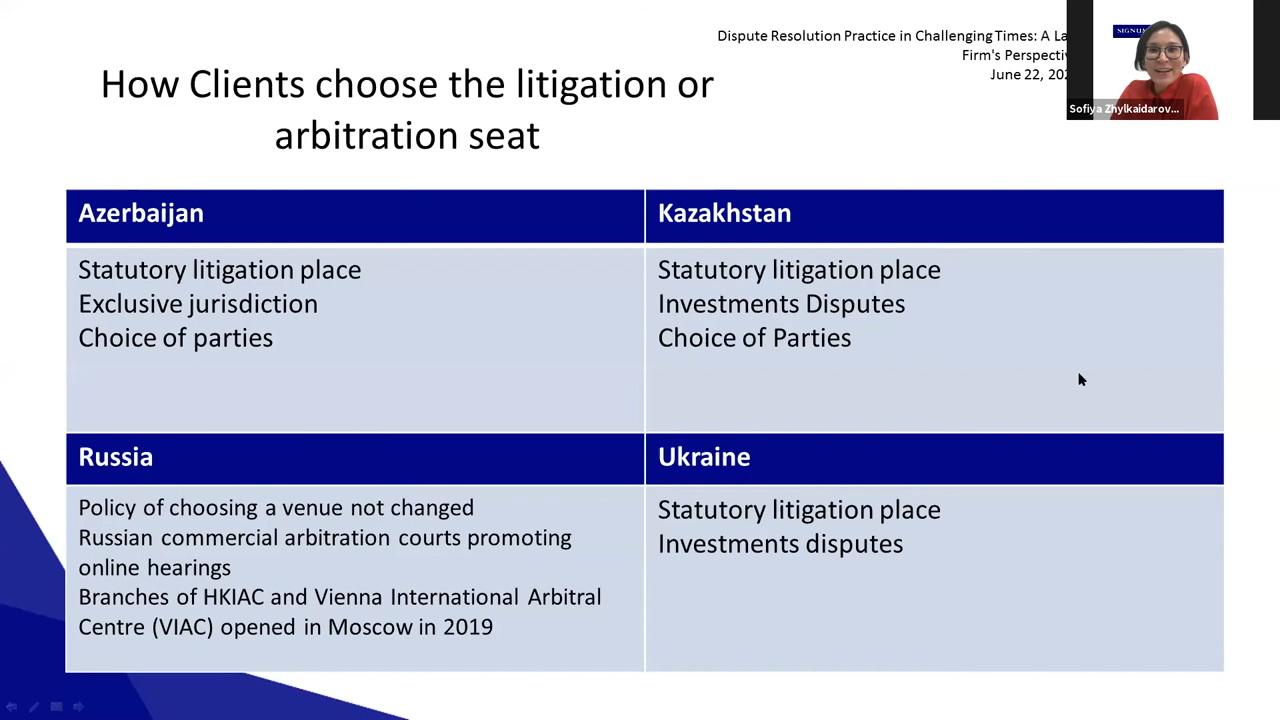 Dispute Resolution Practice in Challenging Times: A
Firm's
June 22,
SIGNUM
Sofiya Zhylkaidarov...
How Clients choose the litigation or
arbitration seat
Azerbaijan
Statutory litigation place
Exclusive jurisdiction
Choice of parties
Kazakhstan
Statutory litigation place
Investments Disputes
Choice of Parties
Russia
Policy of choosing a venue not changed
Russian commercial arbitration courts promoting
online hearings
Branches of HKIAC and Vienna International Arbitral
Centre (VIAC) opened in Moscow in 2019
Ukraine
Statutory litigation place
Investments disputes